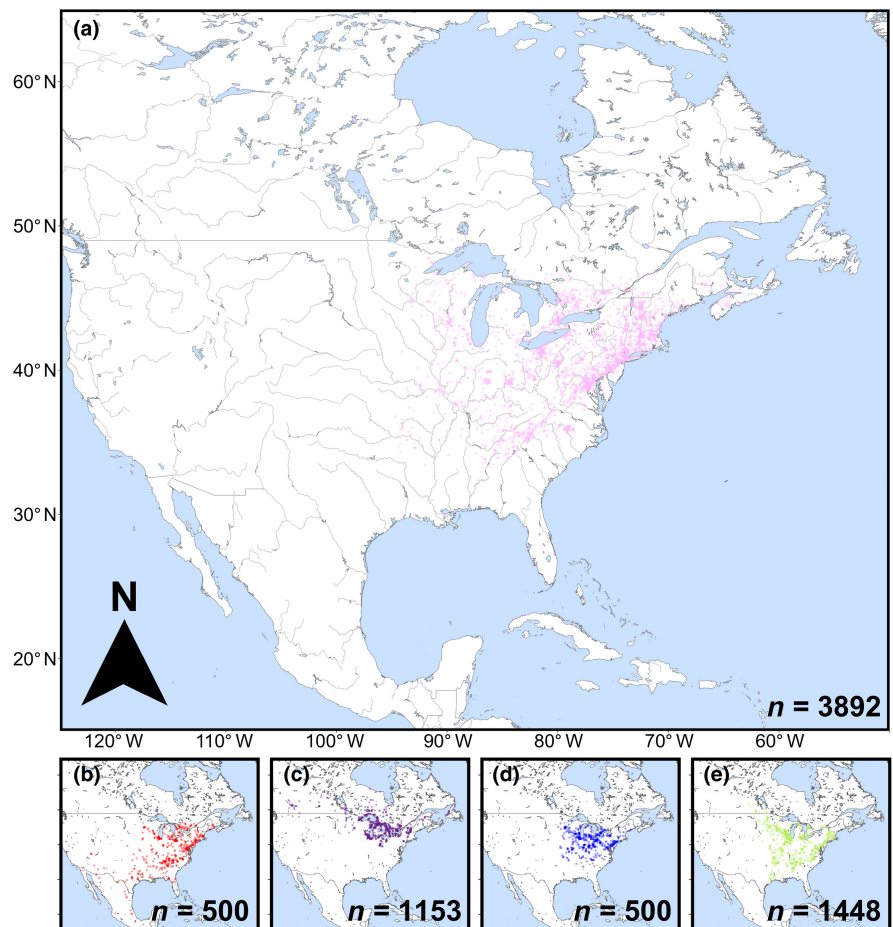 (a)
60° N
50° N
40° N
30° N
20° N
N
n = 3892
120° W 110° W 100° W 90° W 80° W 70° W 60° W
(b) (c) (d) (e)
n = 500 n = 1153 n = 500 n = 1448